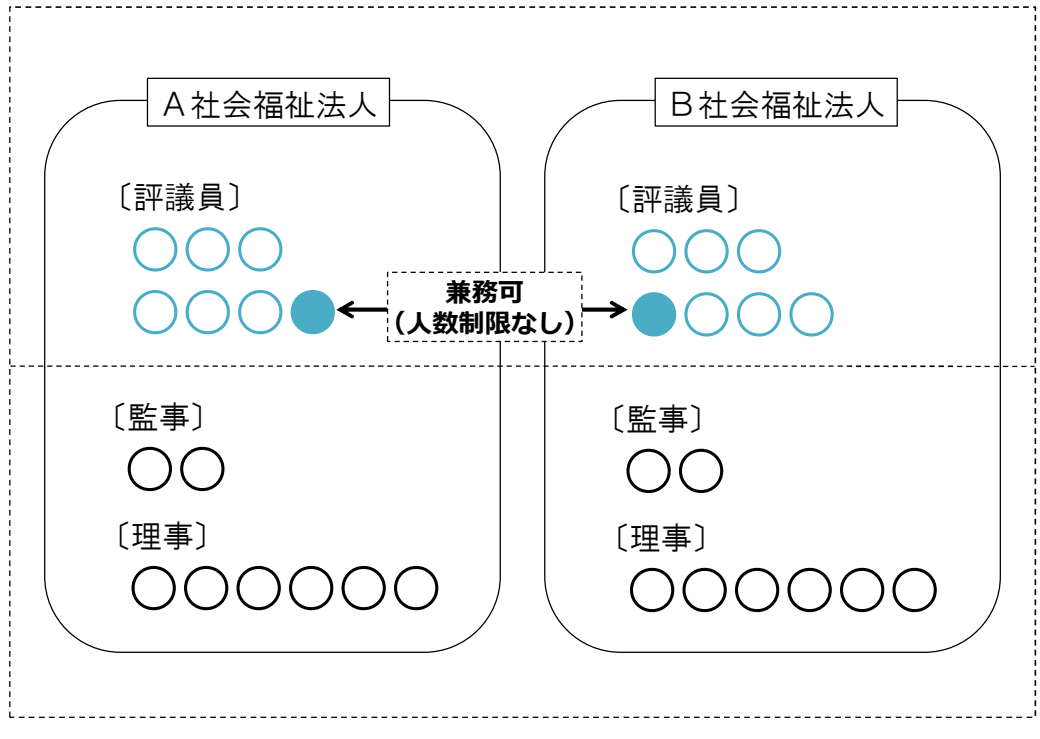 A社会福祉法人
B社会福祉法人
〔評議員〕
〔評議員〕
兼務可
（人数制限なし）
〔監事〕
〔監事〕
〔理事〕
〔理事〕